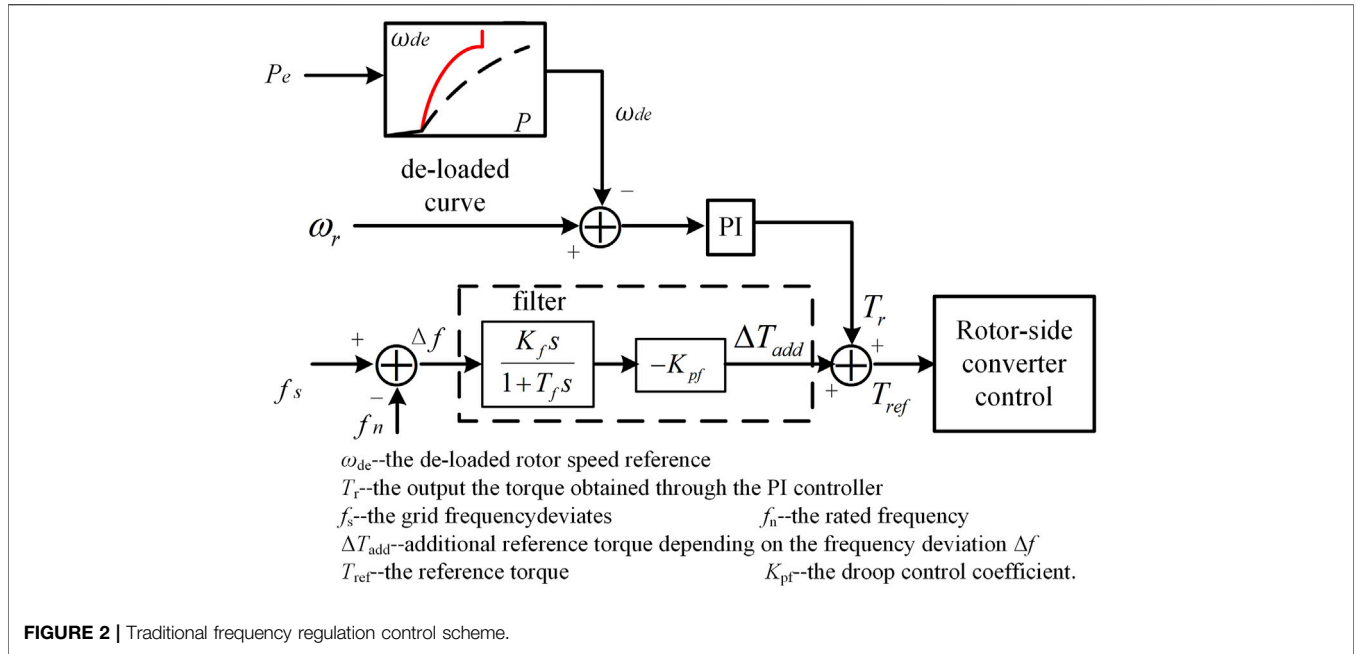 ωde
Pe
P
ωde
de-loaded
curve
−
ωr
+
PI
filter
Tr
+ Δf
Kf s
1+Tf s
−Kpf
ΔTadd
+
Rotor-side
converter
control
fs
−
+
Tref
fn
ωde--the de-loaded rotor speed reference
Tr--the output the torque obtained through the PI controller
fs--the grid frequencydeviates fn--the rated frequency
ΔTadd--additional reference torque depending on the frequency deviation Δf
Tref--the reference torque Kpf--the droop control coefficient.
FIGURE 2 | Traditional frequency regulation control scheme.